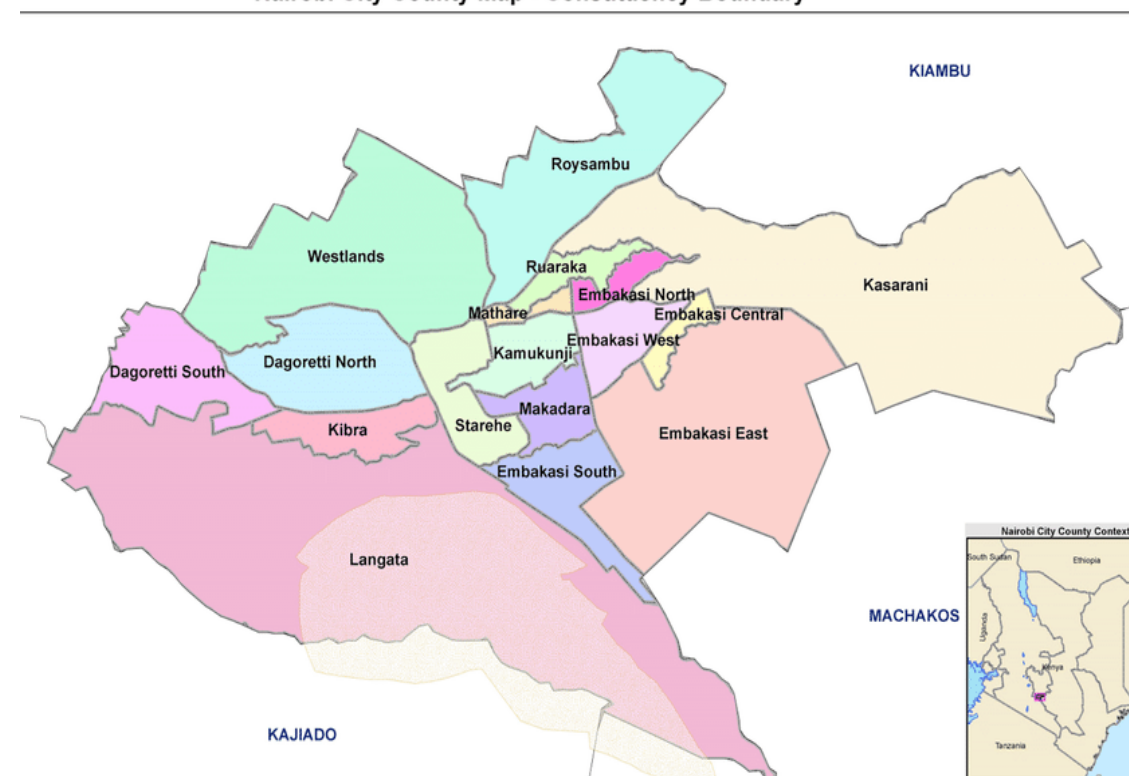 KIAMBU
Roysambu
Westlands
Ruaraka
Kasarani
Embakasi North
Mathare
Embakasi Central
Embakasi West
Kamukunji
Dagoretti North
Dagoretti South
Makadara
Starehe
Kibra
Embakasi East
Embakasi South
Langata
Nairobi City County Context
South Sudan
Ethiopia
Uganda
Kenya
Tanzania
MACHAKOS
KAJIADO